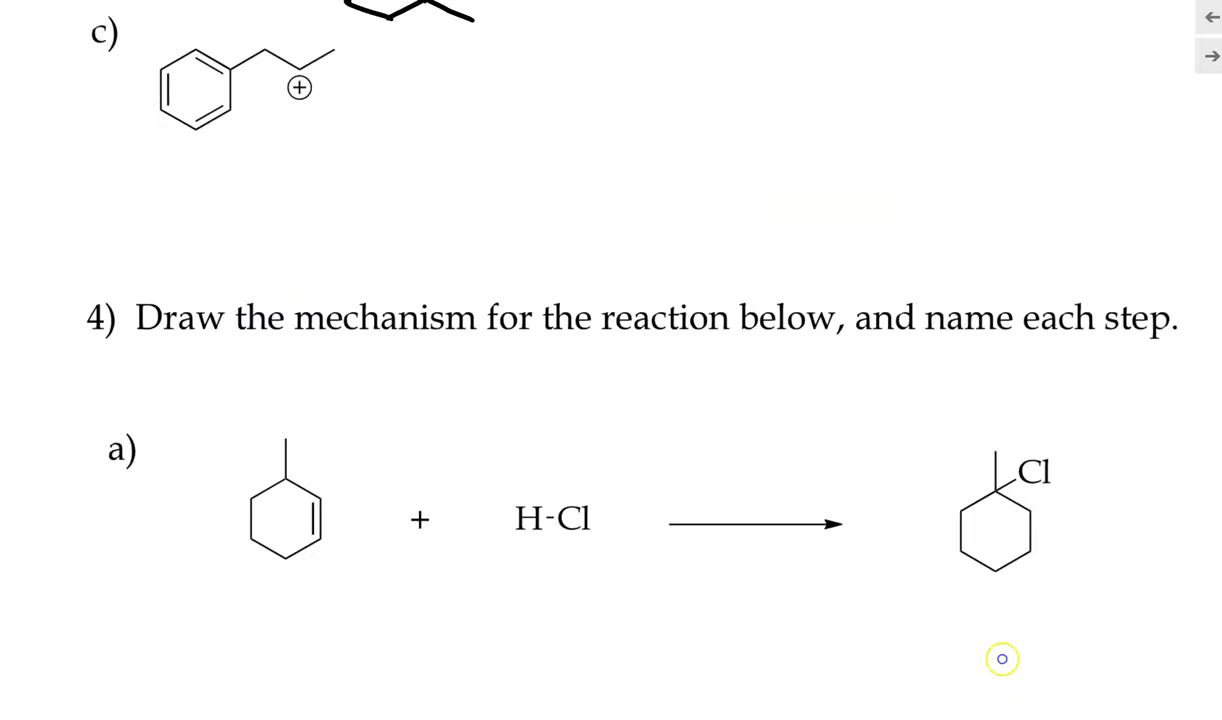 c)
+
4) Draw the mechanism for the reaction below, and name each step.
a)
+ H-Cl
Cl